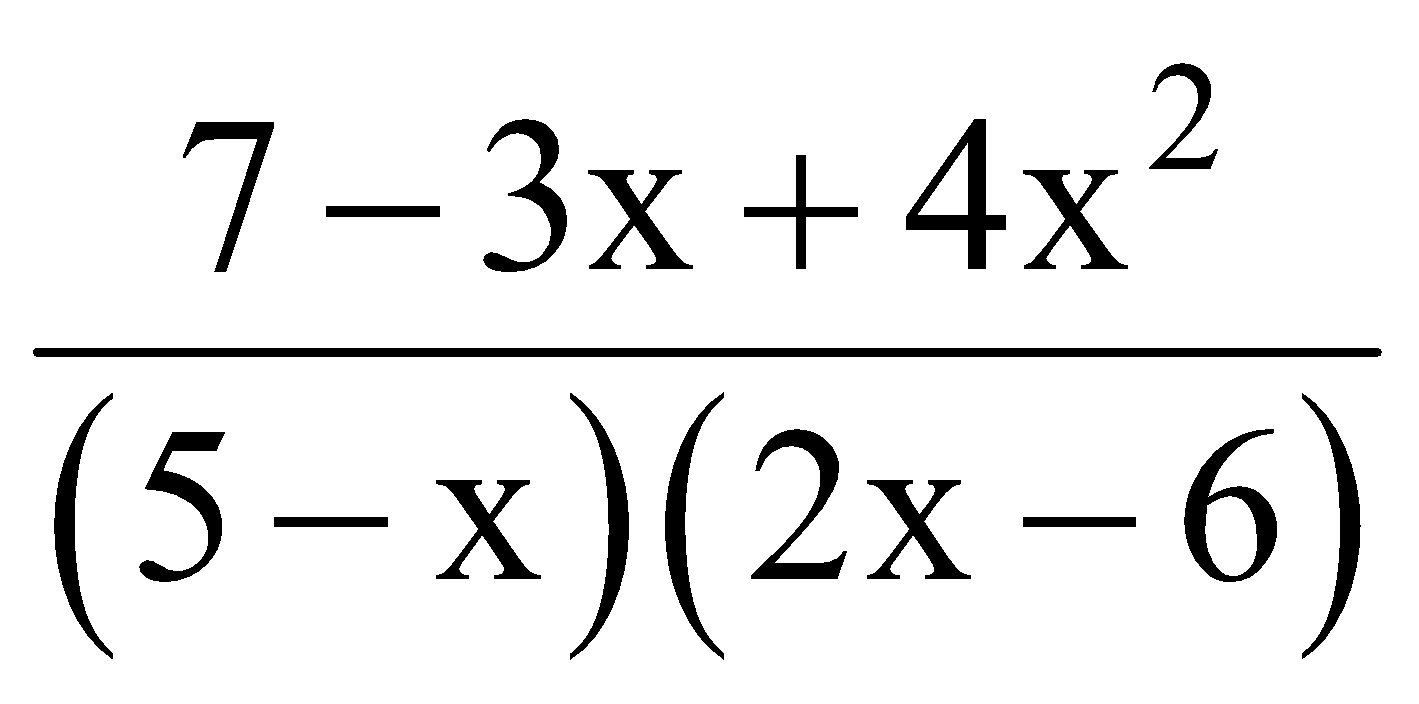 7 − 3x + 4x²
(5 − x)(2x − 6)